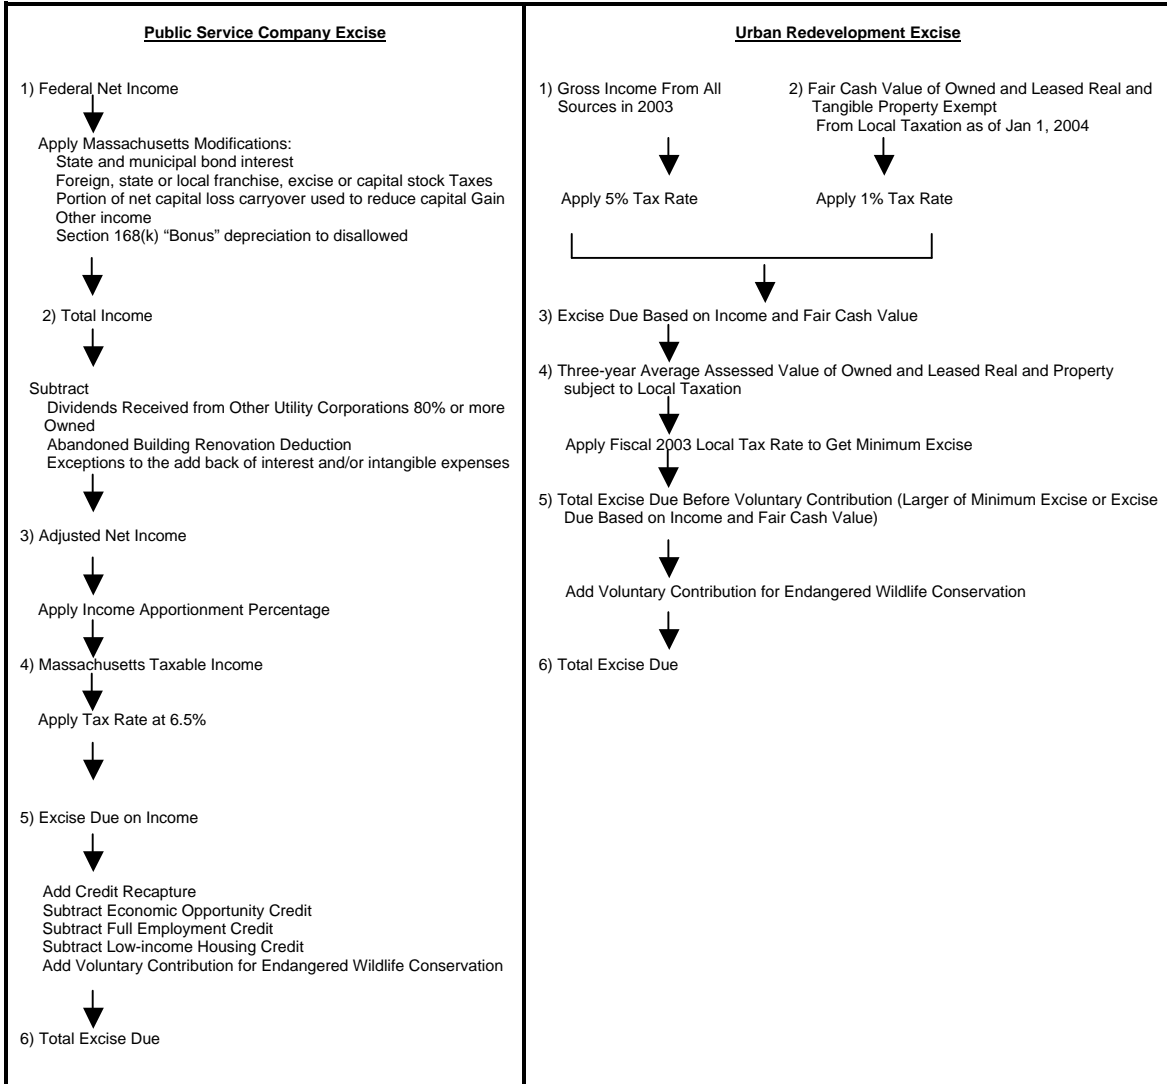 Public Service Company Excise
1) Federal Net Income
Apply Massachusetts Modifications:
State and municipal bond interest
Foreign, state or local franchise, excise or capital stock Taxes
Portion of net capital loss carryover used to reduce capital Gain
Other income
Section 168(k) “Bonus” depreciation to disallowed
2) Total Income
Subtract
Dividends Received from Other Utility Corporations 80% or more
Owned
Abandoned Building Renovation Deduction
Exceptions to the add back of interest and/or intangible expenses
3) Adjusted Net Income
Apply Income Apportionment Percentage
4) Massachusetts Taxable Income
Apply Tax Rate at 6.5%
5) Excise Due on Income
Add Credit Recapture
Subtract Economic Opportunity Credit
Subtract Full Employment Credit
Subtract Low-income Housing Credit
Add Voluntary Contribution for Endangered Wildlife Conservation
6) Total Excise Due
Urban Redevelopment Excise
1) Gross Income From All
Sources in 2003
2) Fair Cash Value of Owned and Leased Real and
Tangible Property Exempt
From Local Taxation as of Jan 1, 2004
Apply 5% Tax Rate
Apply 1% Tax Rate
3) Excise Due Based on Income and Fair Cash Value
4) Three-year Average Assessed Value of Owned and Leased Real and Property
subject to Local Taxation
Apply Fiscal 2003 Local Tax Rate to Get Minimum Excise
5) Total Excise Due Before Voluntary Contribution (Larger of Minimum Excise or Excise
Due Based on Income and Fair Cash Value)
Add Voluntary Contribution for Endangered Wildlife Conservation
6) Total Excise Due